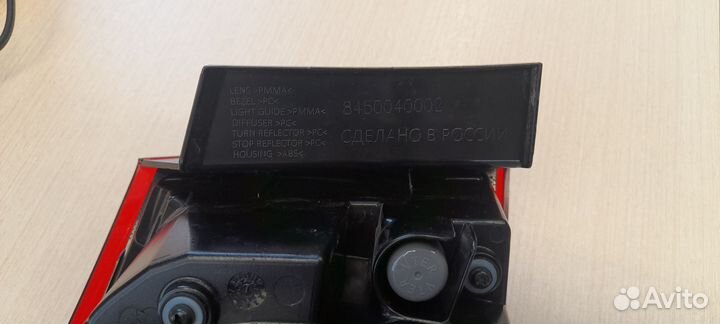 LENS >PMMA<
BEZEL >PC<
LIGHT GUIDE >PMMA<
DIFFUSER >PC<
TURN REFLECTOR >PC<
STOP REFLECTOR >PC<
HOUSING >ABS<
8460040002
СДЕЛАНО В РОССИИ
Avito